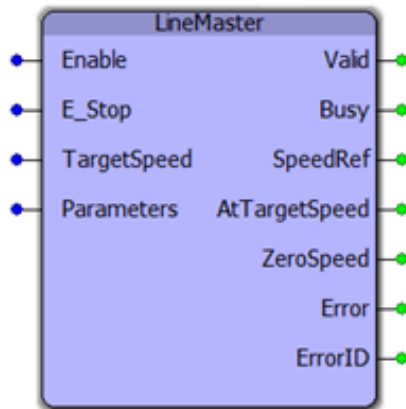 LineMaster
Enable Valid
E_Stop Busy
TargetSpeed SpeedRef
Parameters AtTargetSpeed
ZeroSpeed
Error
ErrorID